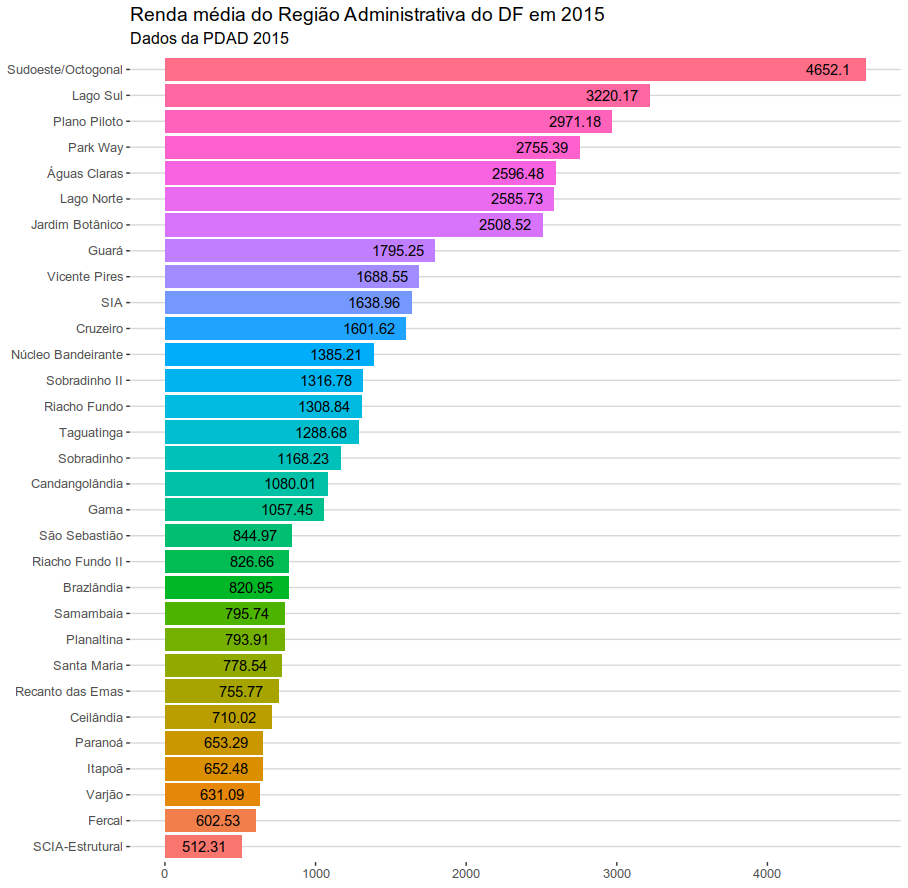 Renda média do Região Administrativa do DF em 2015
Dados da PDAD 2015
Sudoeste/Octogonal 4652.1
Lago Sul 3220.17
Plano Piloto 2971.18
Park Way 2755.39
Águas Claras 2596.48
Lago Norte 2585.73
Jardim Botânico 2508.52
Guará 1795.25
Vicente Pires 1688.55
SIA 1638.96
Cruzeiro 1601.62
Núcleo Bandeirante 1385.21
Sobradinho II 1316.78
Riacho Fundo 1308.84
Taguatinga 1288.68
Sobradinho 1168.23
Candangolândia 1080.01
Gama 1057.45
São Sebastião 844.97
Riacho Fundo II 826.66
Brazlândia 820.95
Samambaia 795.74
Planaltina 793.91
Santa Maria 778.54
Recanto das Emas 755.77
Ceilândia 710.02
Paranoá 653.29
Itapoã 652.48
Varjão 631.09
Fercal 602.53
SCIA-Estrutural 512.31
0 1000 2000 3000 4000